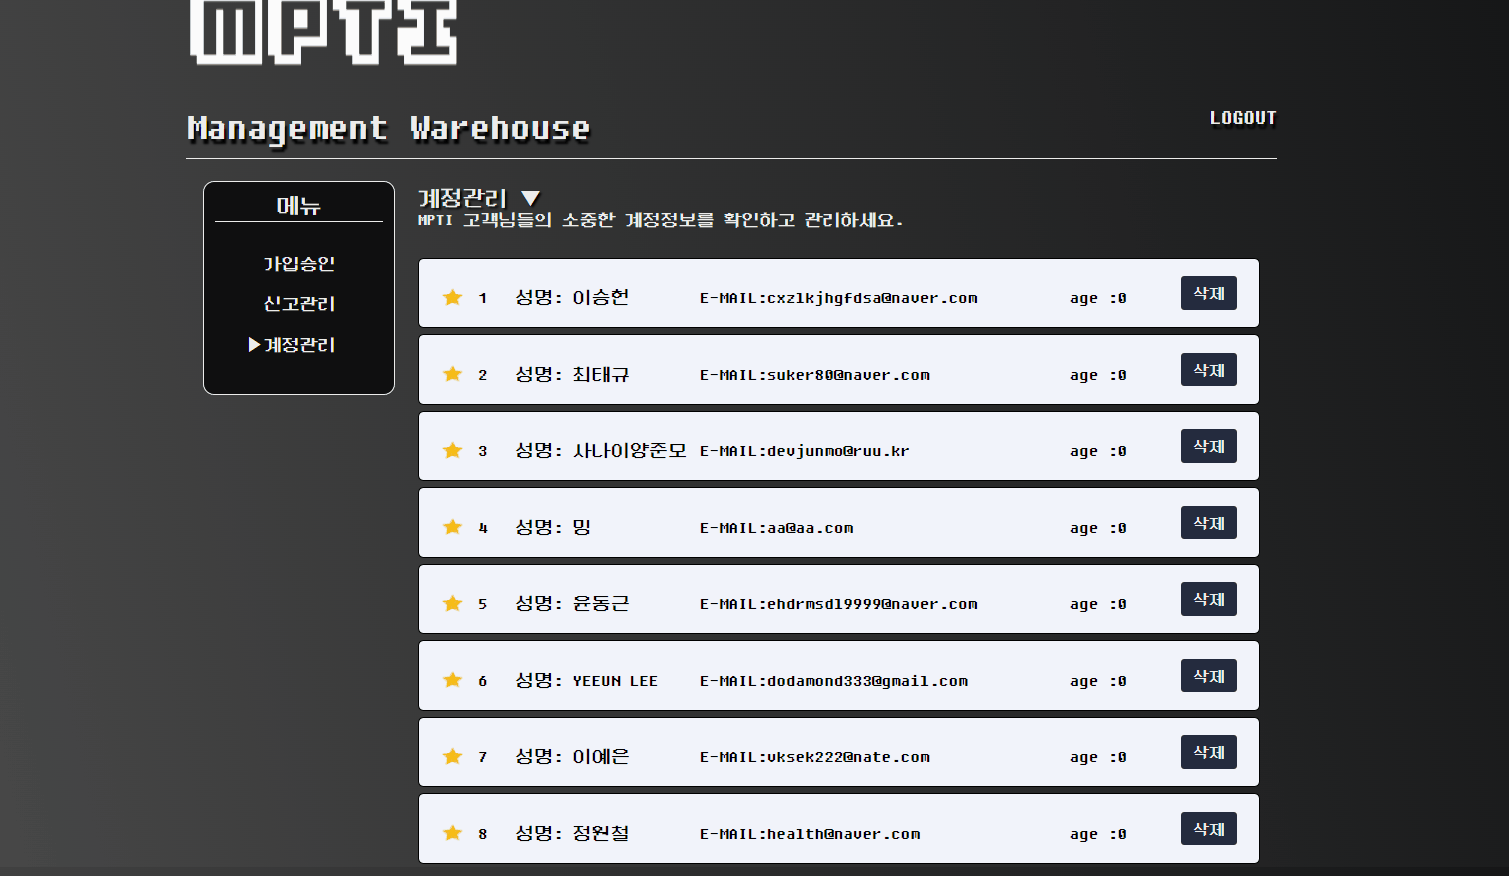 MPTI
Management Warehouse
LOGOUT
메뉴
가입승인
신고관리
▶계정관리
계정관리 ▼
MPTI 고객님들의 소중한 계정정보를 확인하고 관리하세요.
1 성명: 이승헌 E-MAIL:cxzlkjhgfdsa@naver.com age :0 삭제
2 성명: 최태규 E-MAIL:suker80@naver.com age :0 삭제
3 성명: 사나이양준모 E-MAIL:devjunmo@ruu.kr age :0 삭제
4 성명: 밍 E-MAIL:aa@aa.com age :0 삭제
5 성명: 윤동근 E-MAIL:ehdrmsdl9999@naver.com age :0 삭제
6 성명: YEEUN LEE E-MAIL:dodamond333@gmail.com age :0 삭제
7 성명: 이예은 E-MAIL:vksek222@nate.com age :0 삭제
8 성명: 정원철 E-MAIL:health@naver.com age :0 삭제